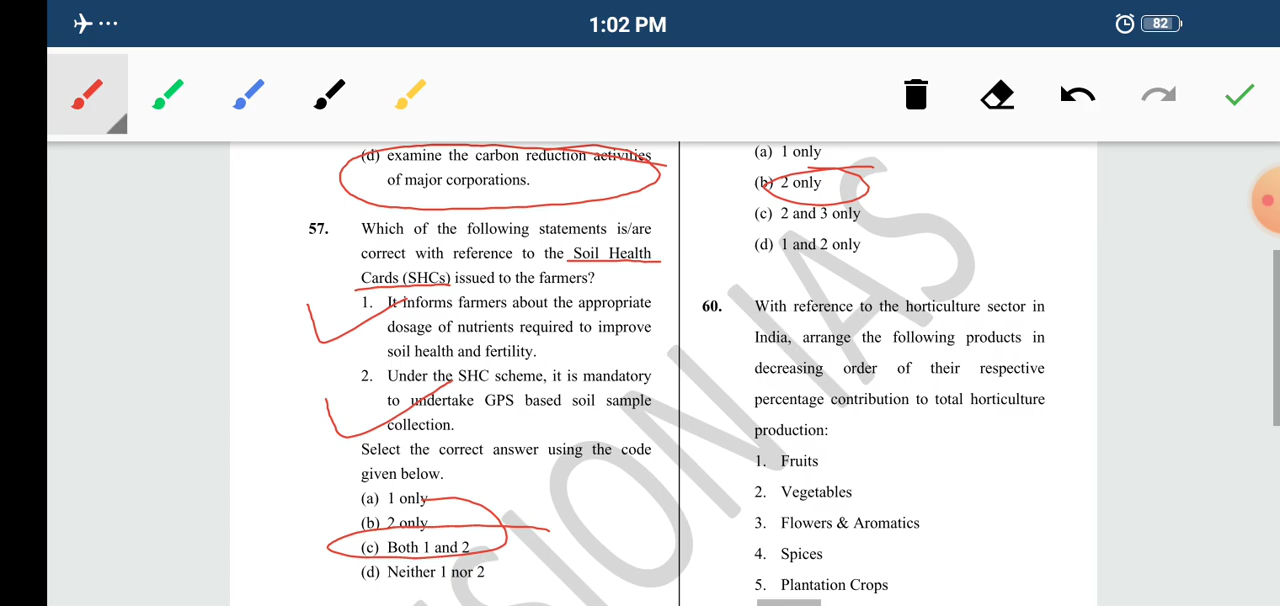 1:02 PM
82
(d) examine the carbon reduction activities
of major corporations.
57. Which of the following statements is/are
correct with reference to the Soil Health
Cards (SHCs) issued to the farmers?
1. It informs farmers about the appropriate
dosage of nutrients required to improve
soil health and fertility.
2. Under the SHC scheme, it is mandatory
to undertake GPS based soil sample
collection.
Select the correct answer using the code
given below.
(a) 1 only
(b) 2 only
(c) Both 1 and 2
(d) Neither 1 nor 2
(a) 1 only
(b) 2 only
(c) 2 and 3 only
(d) 1 and 2 only
60. With reference to the horticulture sector in
India, arrange the following products in
decreasing order of their respective
percentage contribution to total horticulture
production:
1. Fruits
2. Vegetables
3. Flowers & Aromatics
4. Spices
5. Plantation Crops
SION IAS